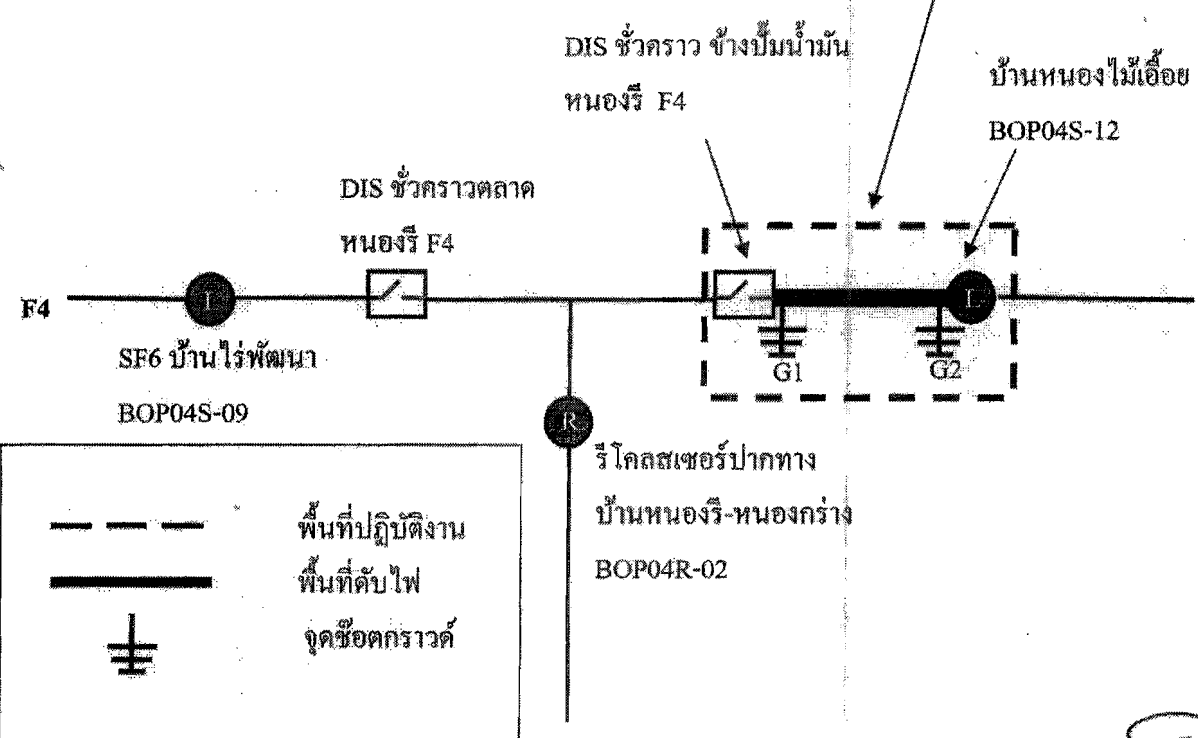 DIS ชั่วคราว ข้างปั๊มน้ำมัน
หนองรี F4
บ้านหนองไม้เอื้อย
BOP04S-12
DIS ชั่วคราวตลาด
หนองรี F4
F4
L
L
SF6 บ้านไร่พัฒนา
BOP04S-09
G1
G2
R
รีโคลสเซอร์ปากทาง
บ้านหนองรี-หนองกร่าง
BOP04R-02
พื้นที่ปฏิบัติงาน
พื้นที่ดับไฟ
จุดช๊อตกราวด์